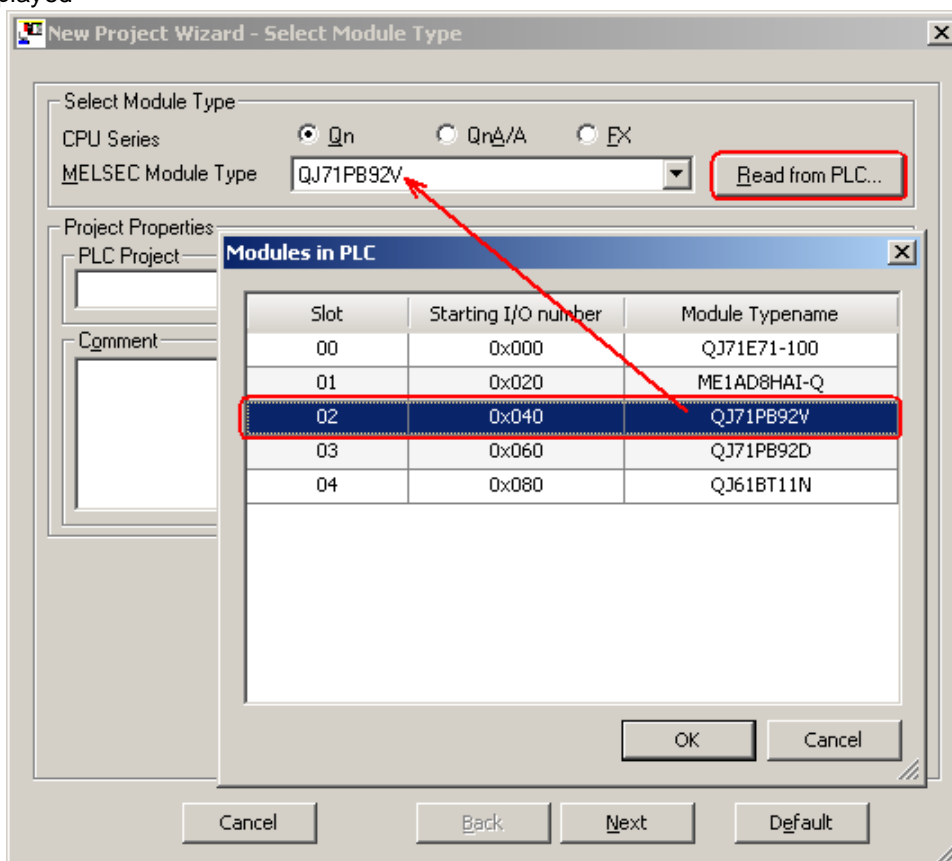 layed
New Project Wizard - Select Module Type
Select Module Type
CPU Series Qn QnA/A FX
MELSEC Module Type QJ71PB92V Read from PLC...
Project Properties
PLC Project
Modules in PLC
Slot Starting I/O number Module Typename
00 0x000 QJ71E71-100
01 0x020 ME1AD8HAI-Q
02 0x040 QJ71PB92V
03 0x060 QJ71PB92D
04 0x080 QJ61BT11N
Comment
OK Cancel
Cancel Back Next Default